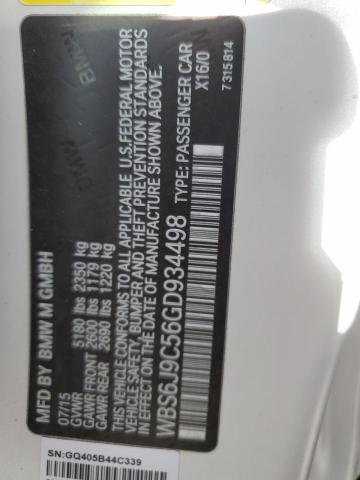 MFD BY BMW M GMBH
07/15
GVWR 5180 lbs 2350 kg
GAWR FRONT 2600 lbs 1179 kg
GAWR REAR 2690 lbs 1220 kg
THIS VEHICLE CONFORMS TO ALL APPLICABLE U.S.FEDERAL MOTOR
VEHICLE SAFETY, BUMPER, AND THEFT PREVENTION STANDARDS
IN EFFECT ON THE DATE OF MANUFACTURE SHOWN ABOVE.
WBS6J9C56GD934498 TYPE: PASSENGER CAR
X16/0
7 315 814
BMW
BMW
SN:GQ405B44C339